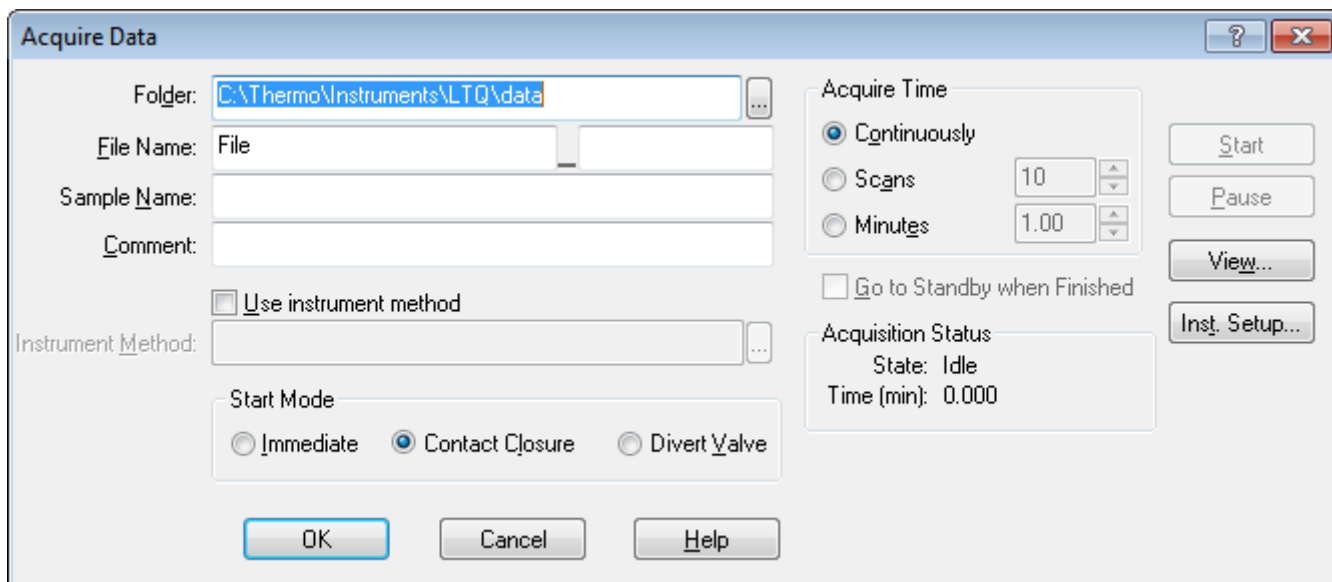 Acquire Data
Folder: C:\Thermo\Instruments\LTQ\data ...
File Name: File _
Sample Name:
Comment:
Use instrument method
Instrument Method: ...
Start Mode
Immediate Contact Closure Divert Valve
OK Cancel Help
Acquire Time
Continuously
Scans 10
Minutes 1.00
Go to Standby when Finished
Acquisition Status
State: Idle
Time (min): 0.000
Start
Pause
View...
Inst. Setup...